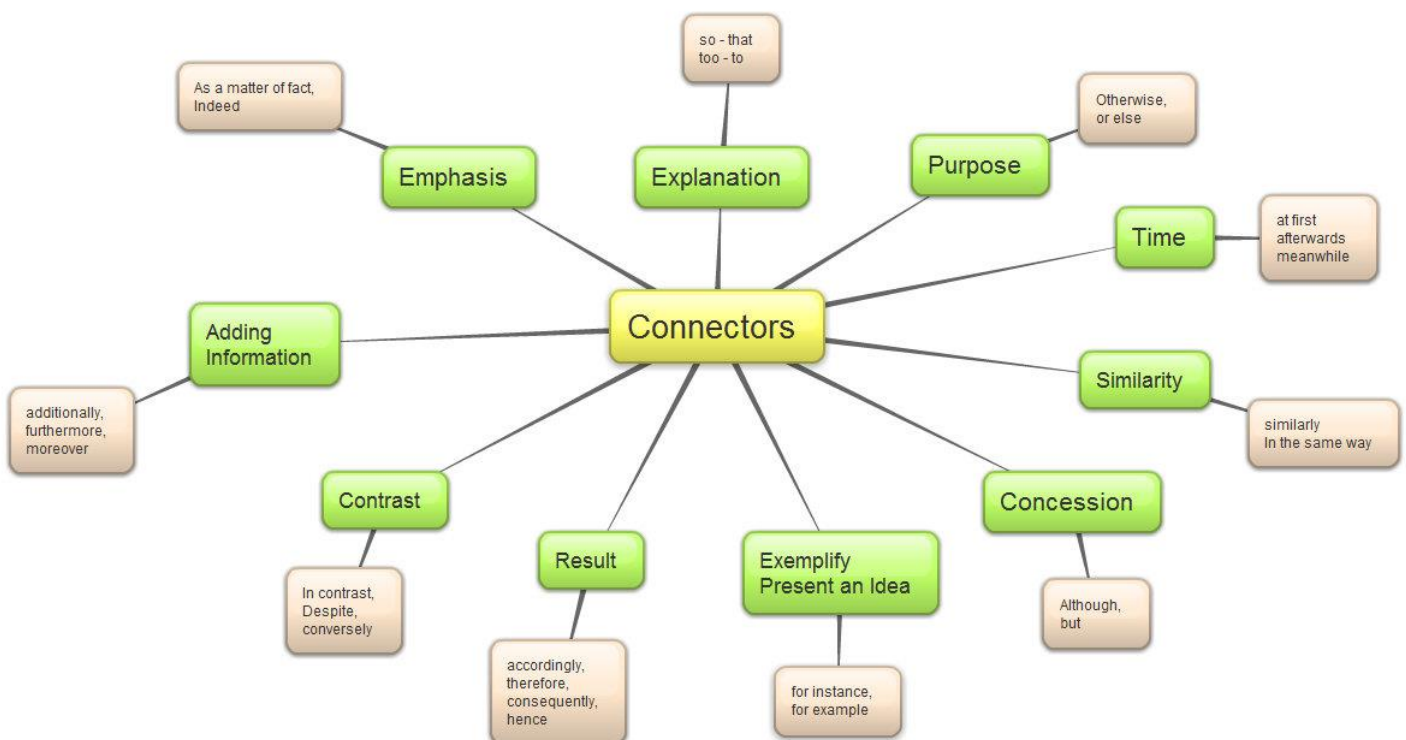 so - that
too - to
As a matter of fact,
Indeed
Otherwise,
or else
Emphasis
Explanation
Purpose
Time
at first
afterwards
meanwhile
Connectors
Adding
Information
Similarity
additionally,
furthermore,
moreover
similarly
In the same way
Contrast
Concession
Result
Exemplify
Present an Idea
In contrast,
Despite,
conversely
Although,
but
accordingly,
therefore,
consequently,
hence
for instance,
for example